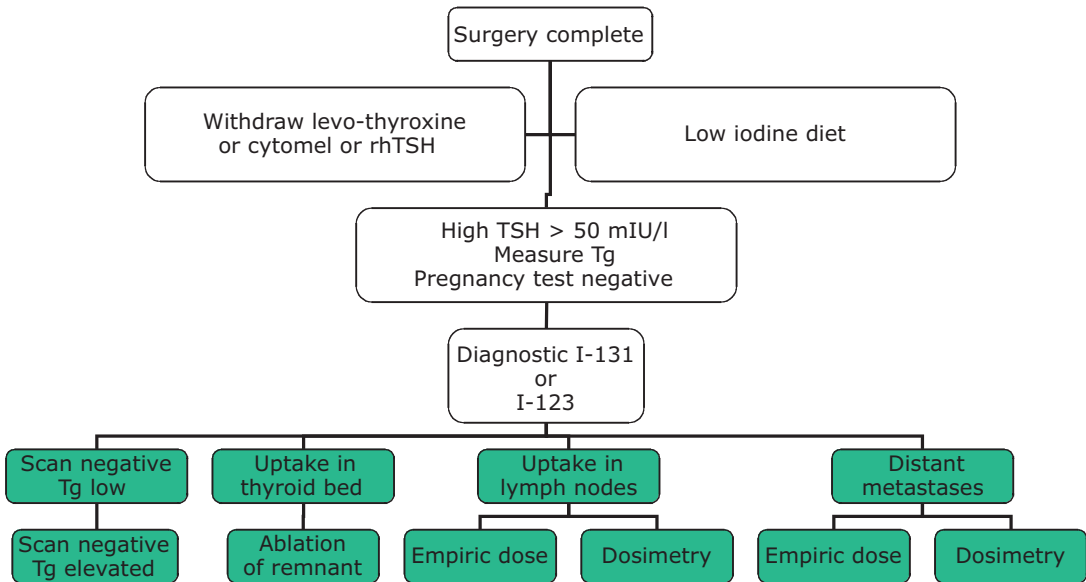 Surgery complete
Withdraw levo-thyroxine
or cytomel or rhTSH
Low iodine diet
High TSH > 50 mIU/l
Measure Tg
Pregnancy test negative
Diagnostic I-131
or
I-123
Scan negative
Tg low
Uptake in
thyroid bed
Uptake in
lymph nodes
Distant
metastases
Scan negative
Tg elevated
Ablation
of remnant
Empiric dose
Dosimetry
Empiric dose
Dosimetry